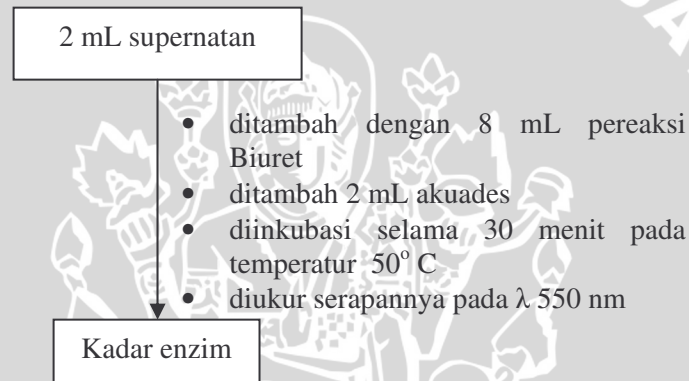 2 mL supernatan
• ditambah dengan 8 mL pereaksi
Biuret
• ditambah 2 mL akuades
• diinkubasi selama 30 menit pada
temperatur 50° C
• diukur serapannya pada λ 550 nm
Kadar enzim